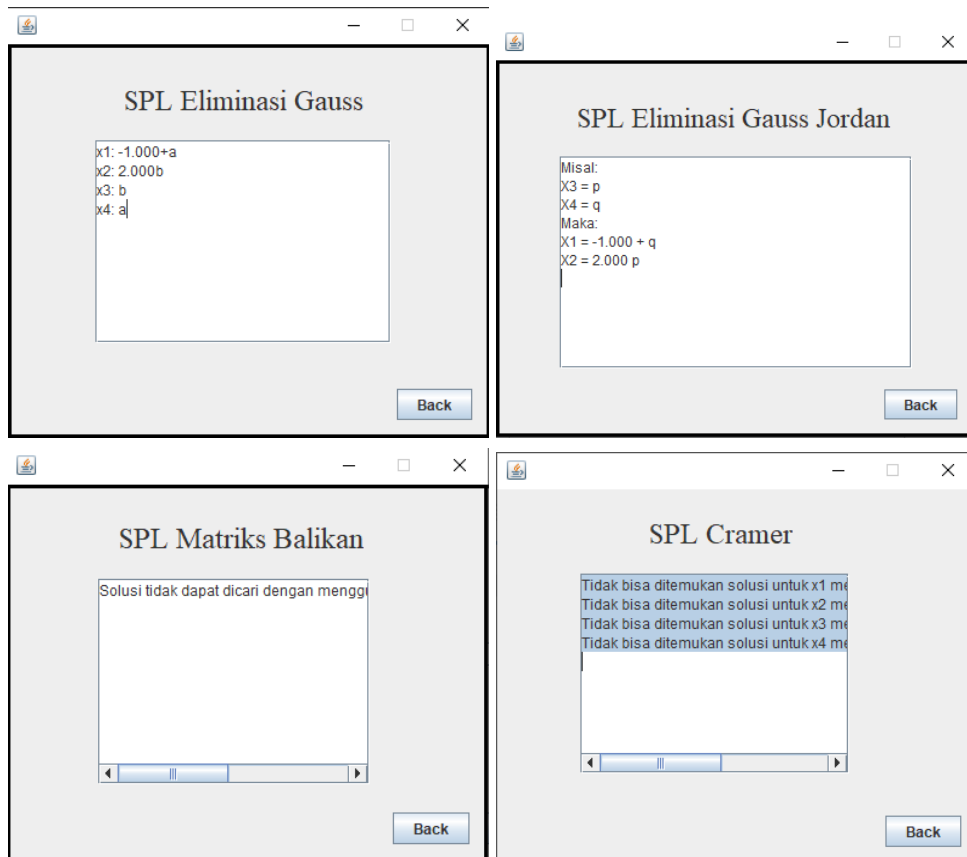 SPL Eliminasi Gauss
x1: -1.000+a
x2: 2.000b
x3: b
x4: a
Back
SPL Eliminasi Gauss Jordan
Misal:
X3 = p
X4 = q
Maka:
X1 = -1.000 + q
X2 = 2.000 p
Back
SPL Matriks Balikan
Solusi tidak dapat dicari dengan menggu
Back
SPL Cramer
Tidak bisa ditemukan solusi untuk x1 me
Tidak bisa ditemukan solusi untuk x2 me
Tidak bisa ditemukan solusi untuk x3 me
Tidak bisa ditemukan solusi untuk x4 me
Back